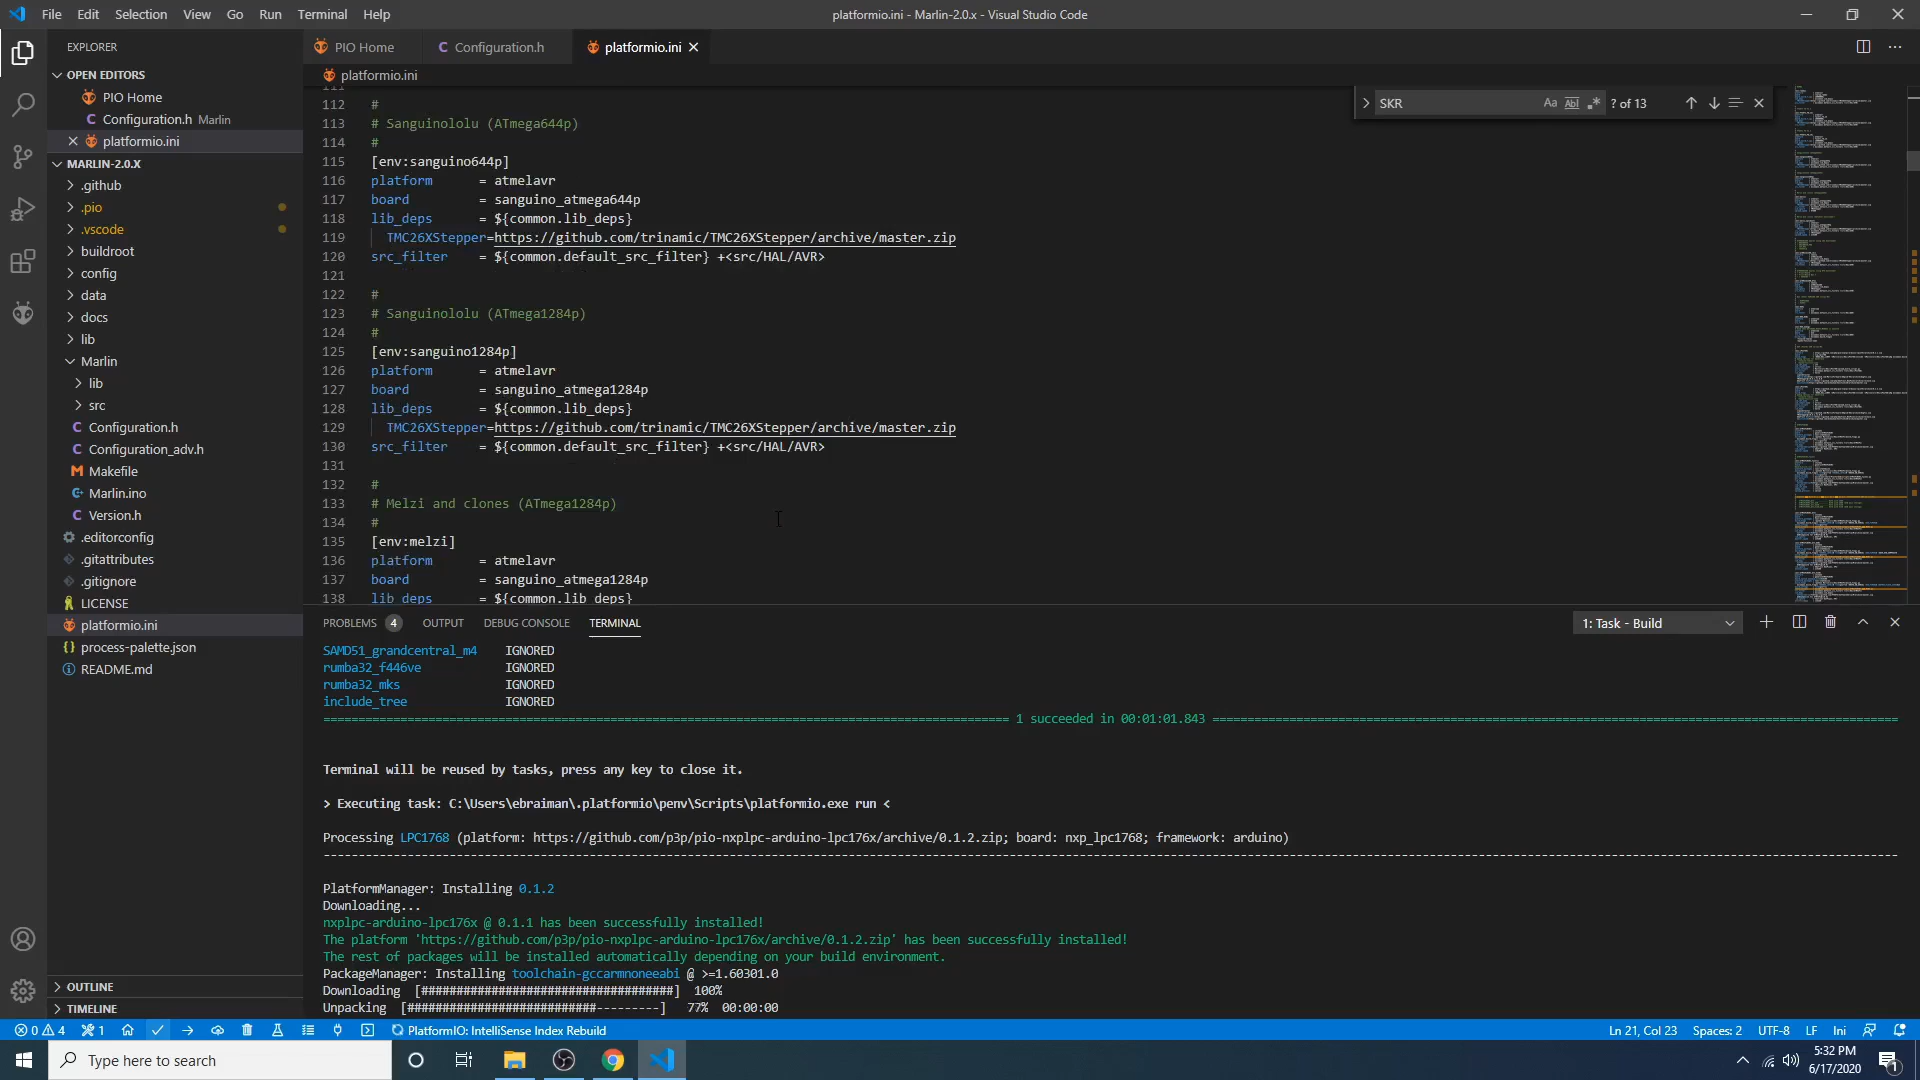 File Edit Selection View Go Run Terminal Help
platformio.ini - Marlin-2.0.x - Visual Studio Code
EXPLORER
OPEN EDITORS
PIO Home
Configuration.h Marlin
platformio.ini
MARLIN-2.0.X
.github
.pio
.vscode
buildroot
config
data
docs
lib
Marlin
lib
src
Configuration.h
Configuration_adv.h
Makefile
Marlin.ino
Version.h
.editorconfig
.gitattributes
.gitignore
LICENSE
platformio.ini
process-palette.json
README.md
OUTLINE
TIMELINE
PIO Home
Configuration.h
platformio.ini
platformio.ini
SKR
Aa Abl .*
? of 13
111
112 #
113 # Sanguinololu (ATmega644p)
114 #
115 [env:sanguino644p]
116 platform = atmelavr
117 board = sanguino_atmega644p
118 lib_deps = ${common.lib_deps}
119 TMC26XStepper=https://github.com/trinamic/TMC26XStepper/archive/master.zip
120 src_filter = ${common.default_src_filter} +<src/HAL/AVR>
121
122 #
123 # Sanguinololu (ATmega1284p)
124 #
125 [env:sanguino1284p]
126 platform = atmelavr
127 board = sanguino_atmega1284p
128 lib_deps = ${common.lib_deps}
129 TMC26XStepper=https://github.com/trinamic/TMC26XStepper/archive/master.zip
130 src_filter = ${common.default_src_filter} +<src/HAL/AVR>
131
132 #
133 # Melzi and clones (ATmega1284p)
134 #
135 [env:melzi]
136 platform = atmelavr
137 board = sanguino_atmega1284p
138 lib_deps = ${common.lib_deps}
PROBLEMS 4 OUTPUT DEBUG CONSOLE TERMINAL
1: Task - Build
SAMD51_grandcentral_m4 IGNORED
rumba32_f446ve IGNORED
rumba32_mks IGNORED
include_tree IGNORED
1 succeeded in 00:01:01.843
Terminal will be reused by tasks, press any key to close it.
> Executing task: C:\Users\ebraiman\.platformio\penv\Scripts\platformio.exe run <
Processing LPC1768 (platform: https://github.com/p3p/pio-nxplpc-arduino-lpc176x/archive/0.1.2.zip; board: nxp_lpc1768; framework: arduino)
PlatformManager: Installing 0.1.2
Downloading...
nxplpc-arduino-lpc176x @ 0.1.1 has been successfully installed!
The platform 'https://github.com/p3p/pio-nxplpc-arduino-lpc176x/archive/0.1.2.zip' has been successfully installed!
The rest of packages will be installed automatically depending on your build environment.
PackageManager: Installing toolchain-gccarmnoneeabi @ >=1.60301.0
Downloading [####################################] 100%
Unpacking [###########################---------] 77% 00:00:00
0 4 1 PlatformIO: IntelliSense Index Rebuild
Ln 21, Col 23 Spaces: 2 UTF-8 LF Ini
Type here to search
5:32 PM
6/17/2020
1